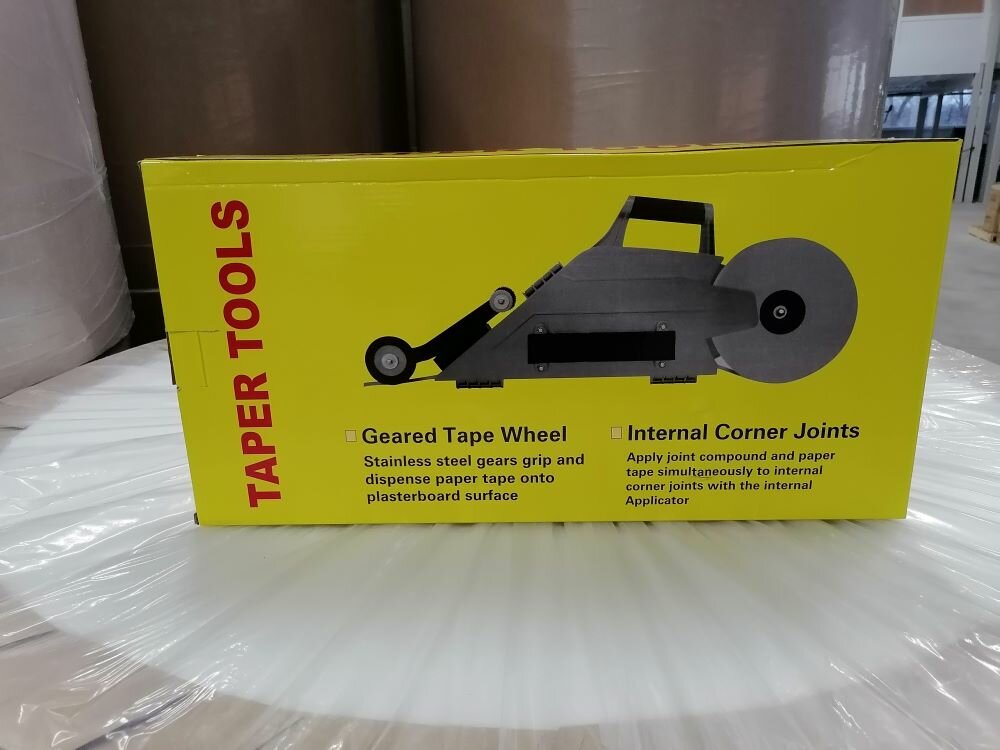 TAPER TOOLS
Geared Tape Wheel
Stainless steel gears grip and
dispense paper tape onto
plasterboard surface
Internal Corner Joints
Apply joint compound and paper
tape simultaneously to internal
corner joints with the internal
Applicator